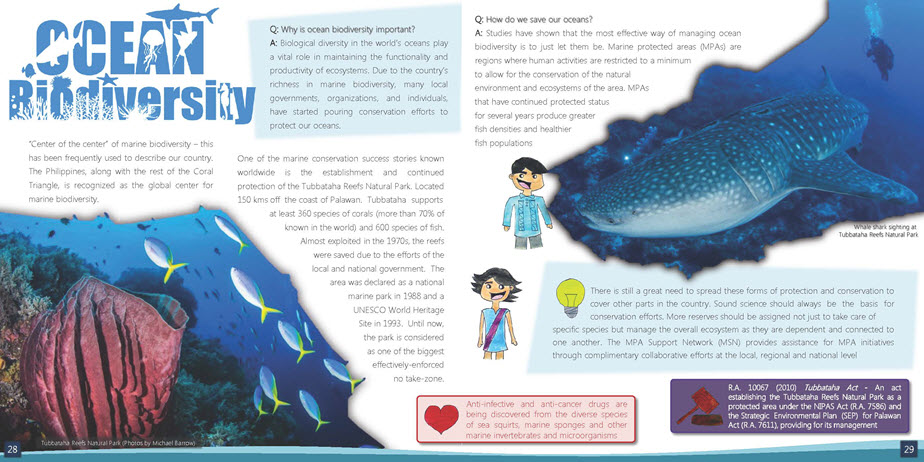 OCEAN
Biodiversity
"Center of the center" of marine biodiversity – this
has been frequently used to describe our country.
The Philippines, along with the rest of the Coral
Triangle, is recognized as the global center for
marine biodiversity.
Q: Why is ocean biodiversity important?
A: Biological diversity in the world's oceans play
a vital role in maintaining the functionality and
productivity of ecosystems. Due to the country's
richness in marine biodiversity, many local
governments, organizations, and individuals,
have started pouring conservation efforts to
protect our oceans.
One of the marine conservation success stories known
worldwide is the establishment and continued
protection of the Tubbataha Reefs Natural Park. Located
150 kms off the coast of Palawan. Tubbataha supports
at least 360 species of corals (more than 70% of
known in the world) and 600 species of fish.
Almost exploited in the 1970s, the reefs
were saved due to the efforts of the
local and national government. The
area was declared as a national
marine park in 1988 and a
UNESCO World Heritage
Site in 1993. Until now,
the park is considered
as one of the biggest
effectively-enforced
no take-zone.
Tubbataha Reefs Natural Park (Photos by Michael Barrow)
28
Q: How do we save our oceans?
A: Studies have shown that the most effective way of managing ocean
biodiversity is to just let them be. Marine protected areas (MPAs) are
regions where human activities are restricted to a minimum
to allow for the conservation of the natural
environment and ecosystems of the area. MPAs
that have continued protected status
for several years produce greater
fish densities and healthier
fish populations
Whale shark sighting at
Tubbataha Reefs Natural Park
There is still a great need to spread these forms of protection and conservation to
cover other parts in the country. Sound science should always be the basis for
conservation efforts. More reserves should be assigned not just to take care of
specific species but manage the overall ecosystem as they are dependent and connected to
one another. The MPA Support Network (MSN) provides assistance for MPA initiatives
through complimentary collaborative efforts at the local, regional and national level
Anti-infective and anti-cancer drugs are
being discovered from the diverse species
of sea squirts, marine sponges and other
marine invertebrates and microorganisms
R.A. 10067 (2010) Tubbataha Act - An act
establishing the Tubbataha Reefs Natural Park as a
protected area under the NIPAS Act (R.A. 7586) and
the Strategic Environmental Plan (SEP) for Palawan
Act (R.A. 7611), providing for its management
29